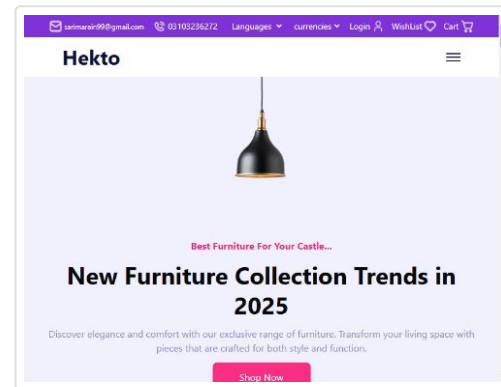 sarimarain99@gmail.com 03103236272 Languages currencies Login WishList Cart
Hekto
Best Furniture For Your Castle...
New Furniture Collection Trends in
2025
Discover elegance and comfort with our exclusive range of furniture. Transform your living space with
pieces that are crafted for both style and function.
Shop Now